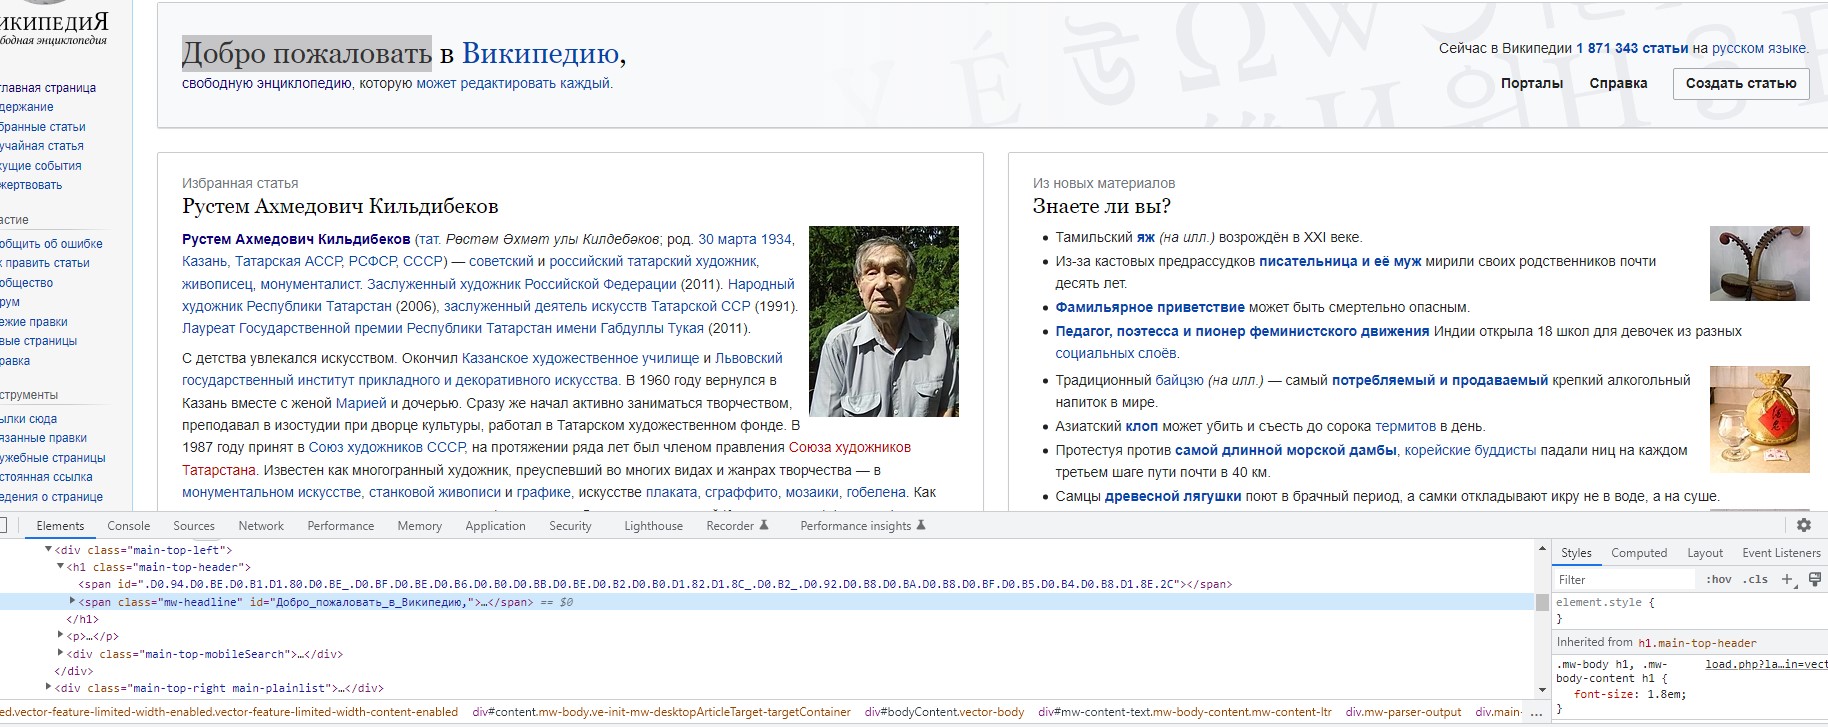 ИКИПЕДИЯ
бодная энциклопедия
главная страница
держание
бранные статьи
учайная статья
кущие события
жертвовать
астие
общить об ошибке
к править статьи
общество
рум
ежие правки
вые страницы
равка
струменты
ылки сюда
язанные правки
ужебные страницы
стоянная ссылка
едения о странице
Добро пожаловать в Википедию,
свободную энциклопедию, которую может редактировать каждый.
Сейчас в Википедии 1 871 343 статьи на русском языке.
Порталы Справка Создать статью
Избранная статья
Рустем Ахмедович Кильдибеков
Рустем Ахмедович Кильдибеков (тат. Рөстәм Әхмәт улы Килдебәков; род. 30 марта 1934,
Казань, Татарская АССР, РСФСР, СССР) — советский и российский татарский художник,
живописец, монументалист. Заслуженный художник Российской Федерации (2011). Народный
художник Республики Татарстан (2006), заслуженный деятель искусств Татарской ССР (1991).
Лауреат Государственной премии Республики Татарстан имени Габдуллы Тукая (2011).
С детства увлекался искусством. Окончил Казанское художественное училище и Львовский
государственный институт прикладного и декоративного искусства. В 1960 году вернулся в
Казань вместе с женой Марией и дочерью. Сразу же начал активно заниматься творчеством,
преподавал в изостудии при дворце культуры, работал в Татарском художественном фонде. В
1987 году принят в Союз художников СССР, на протяжении ряда лет был членом правления Союза художников
Татарстана. Известен как многогранный художник, преуспевший во многих видах и жанрах творчества — в
монументальном искусстве, станковой живописи и графике, искусстве плаката, сграффито, мозаики, гобелена. Как
Из новых материалов
Знаете ли вы?
Тамильский яж (на илл.) возрождён в XXI веке.
Из-за кастовых предрассудков писательница и её муж мирили своих родственников почти
десять лет.
Фамильярное приветствие может быть смертельно опасным.
Педагог, поэтесса и пионер феминистского движения Индии открыла 18 школ для девочек из разных
социальных слоёв.
Традиционный байцзю (на илл.) — самый потребляемый и продаваемый крепкий алкогольный
напиток в мире.
Азиатский клоп может убить и съесть до сорока термитов в день.
Протестуя против самой длинной морской дамбы, корейские буддисты падали ниц на каждом
третьем шаге пути почти в 40 км.
Самцы древесной лягушки поют в брачный период, а самки откладывают икру не в воде, а на суше.
Elements Console Sources Network Performance Memory Application Security Lighthouse Recorder Performance insights
<div class="main-top-left">
<h1 class="main-top-header">
<span id=".D0.94.D0.BE.D0.B1.D1.80.D0.BE_.D0.BF.D0.BE.D0.B6.D0.B0.D0.BB.D0.BE.D0.B2.D0.B0.D1.82.D1.8C_.D0.B2_.D0.92.D0.B8.D0.BA.D0.B8.D0.BF.D0.B5.D0.B4.D0.B8.D1.8E.2C"></span>
<span class="mw-headline" id="Добро_пожаловать_в_Википедию,">…</span> == $0
</h1>
<p>…</p>
<div class="main-top-mobileSearch">…</div>
</div>
<div class="main-top-right main-plainlist">…</div>
ed.vector-feature-limited-width-enabled.vector-feature-limited-width-content-enabled div#content.mw-body.ve-init-mw-desktopArticleTarget-targetContainer div#bodyContent.vector-body div#mw-content-text.mw-body-content.mw-content-ltr div.mw-parser-output div.main- ...
Styles Computed Layout Event Listeners
Filter :hov .cls +
element.style {
}
Inherited from h1.main-top-header
.mw-body h1, .mw- load.php?la…in=vect
body-content h1 {
font-size: 1.8em;
}